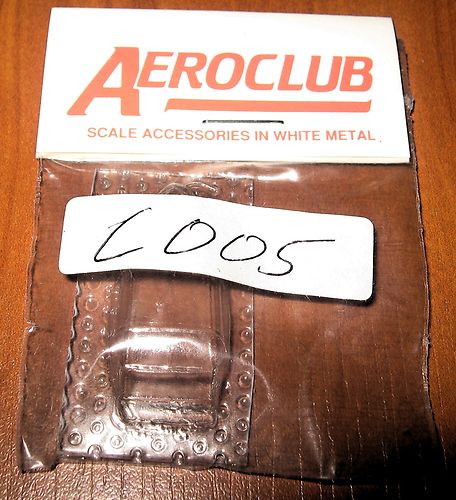 AEROCLUB
SCALE ACCESSORIES IN WHITE METAL.
C005